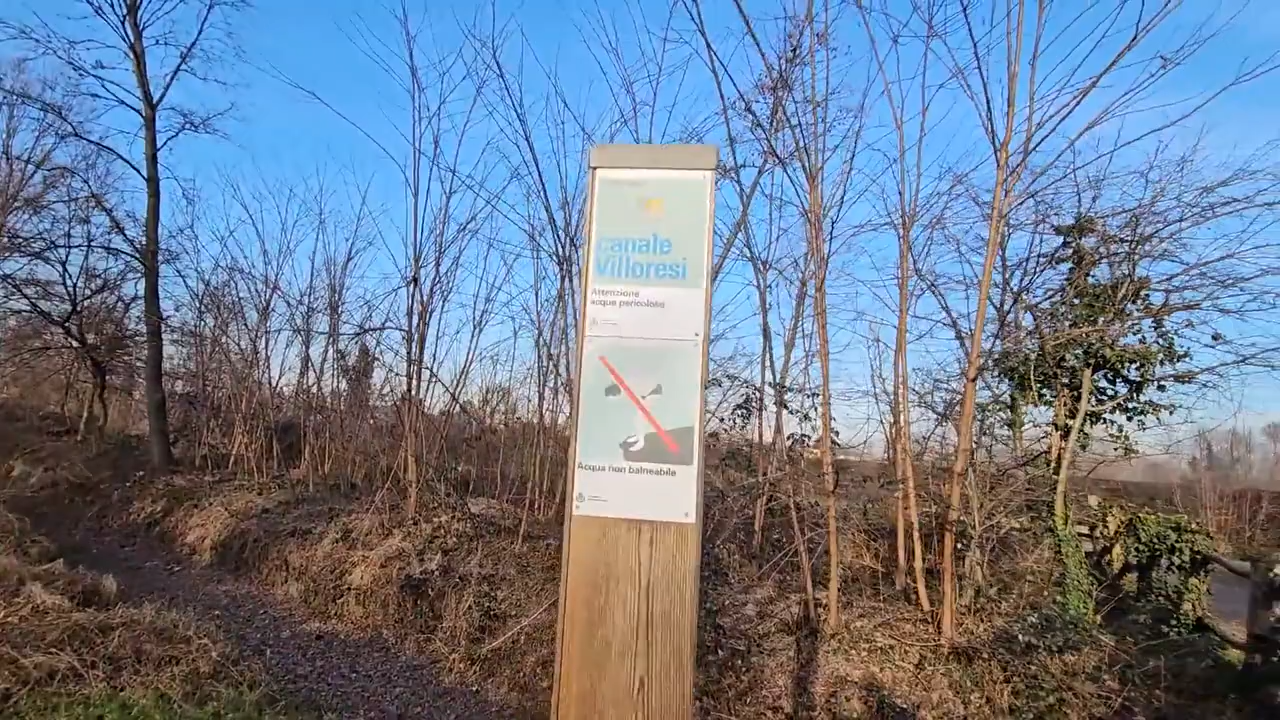 canale
Villoresi
Attenzione
acque pericolose
Acqua non balneabile